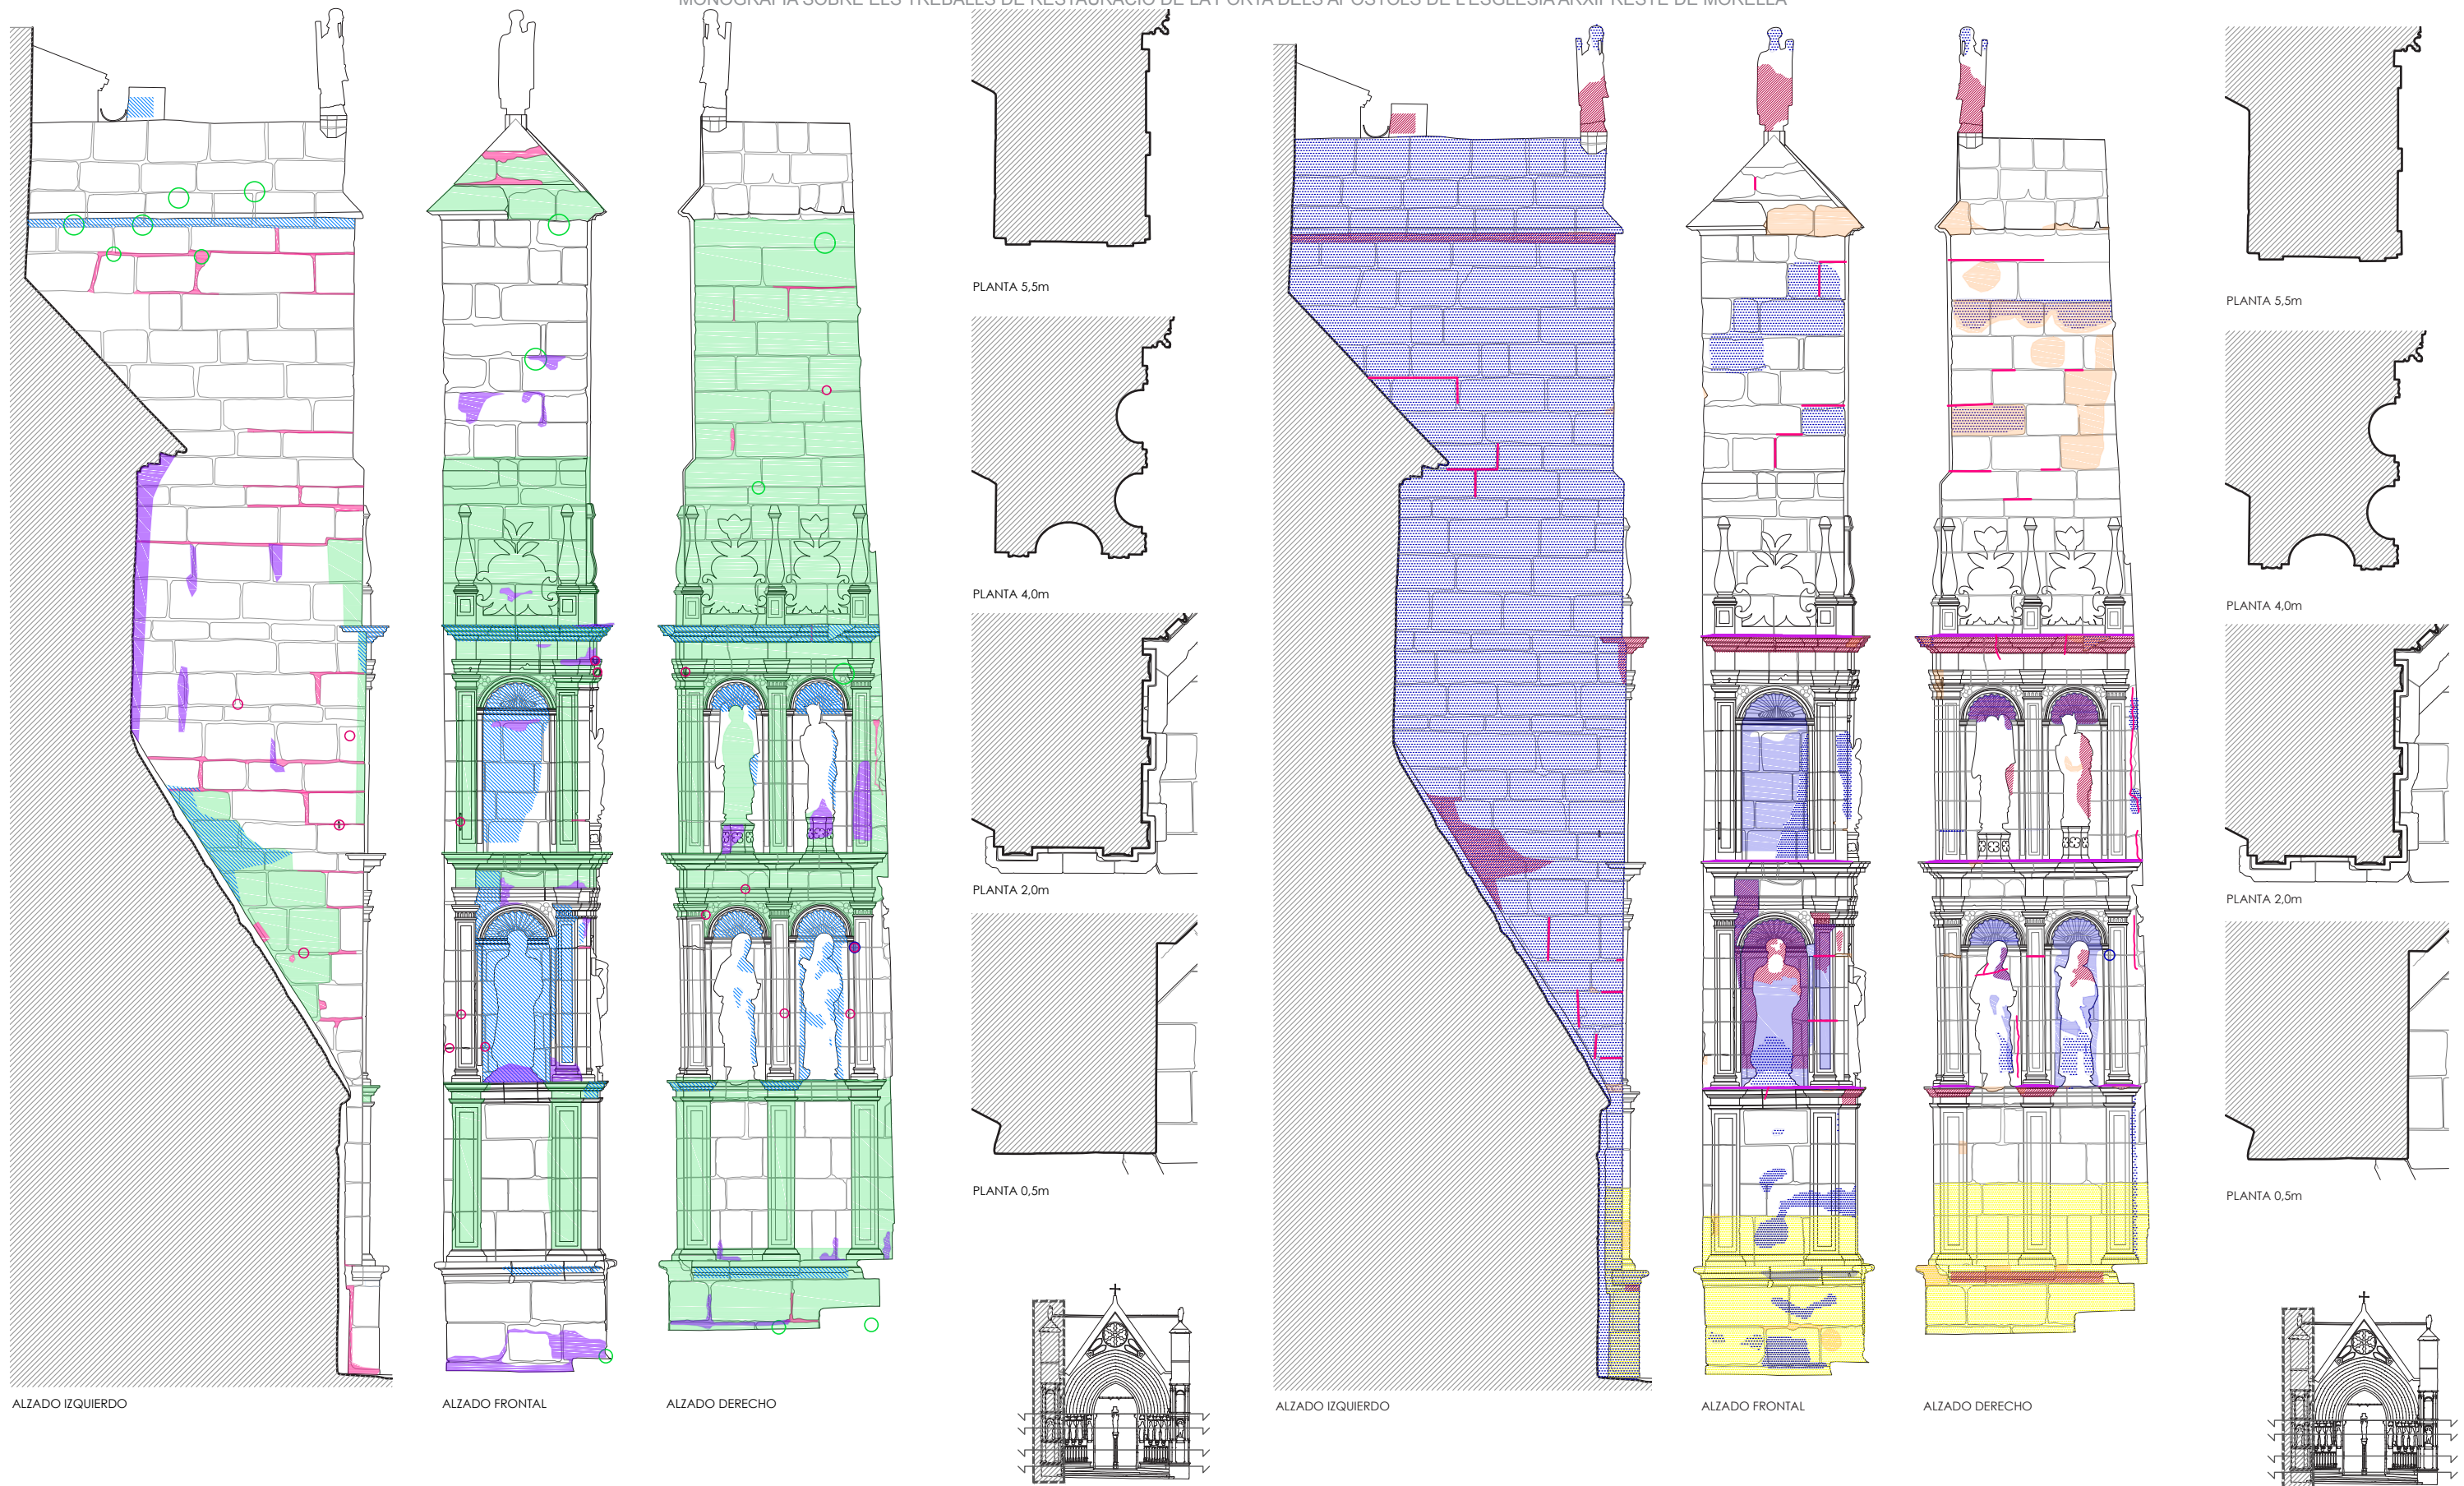 MONOGRAFIA SOBRE ELS TREBALLS DE RESTAURACIÓ DE LA PORTA DELS APÒSTOLS DE L'ESGLÉSIA ARXIPRESTE DE MORELLA
PLANTA 5,5m
PLANTA 4,0m
PLANTA 2,0m
PLANTA 0,5m
ALZADO IZQUIERDO
ALZADO FRONTAL
ALZADO DERECHO
PLANTA 5,5m
PLANTA 4,0m
PLANTA 2,0m
PLANTA 0,5m
ALZADO IZQUIERDO
ALZADO FRONTAL
ALZADO DERECHO